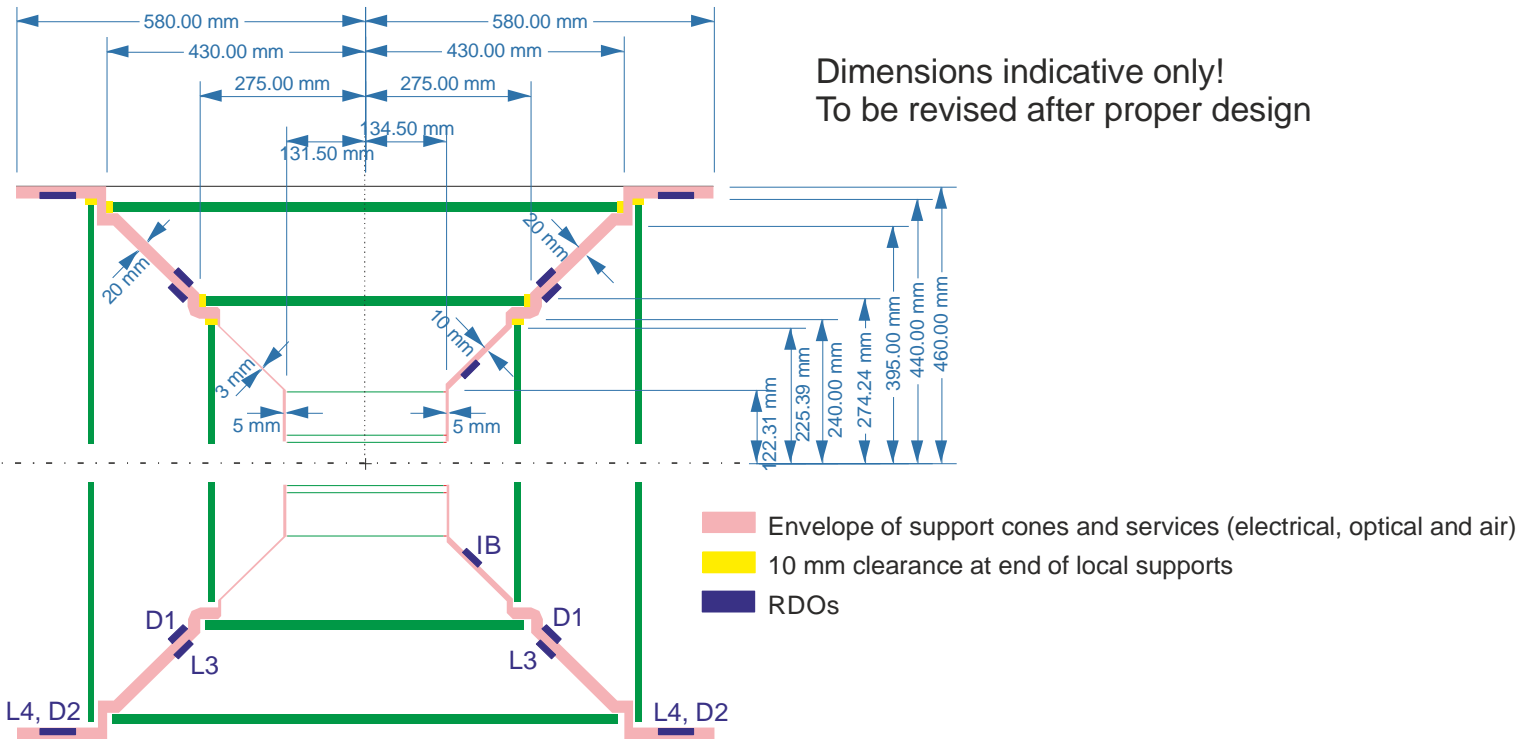 580.00 mm
580.00 mm
430.00 mm
430.00 mm
275.00 mm
275.00 mm
134.50 mm
131.50 mm
Dimensions indicative only!
To be revised after proper design
20 mm
20 mm
10 mm
3 mm
5 mm
5 mm
122.31 mm
225.39 mm
240.00 mm
274.24 mm
395.00 mm
440.00 mm
460.00 mm
Envelope of support cones and services (electrical, optical and air)
10 mm clearance at end of local supports
RDOs
IB
D1
D1
L3
L3
L4, D2
L4, D2